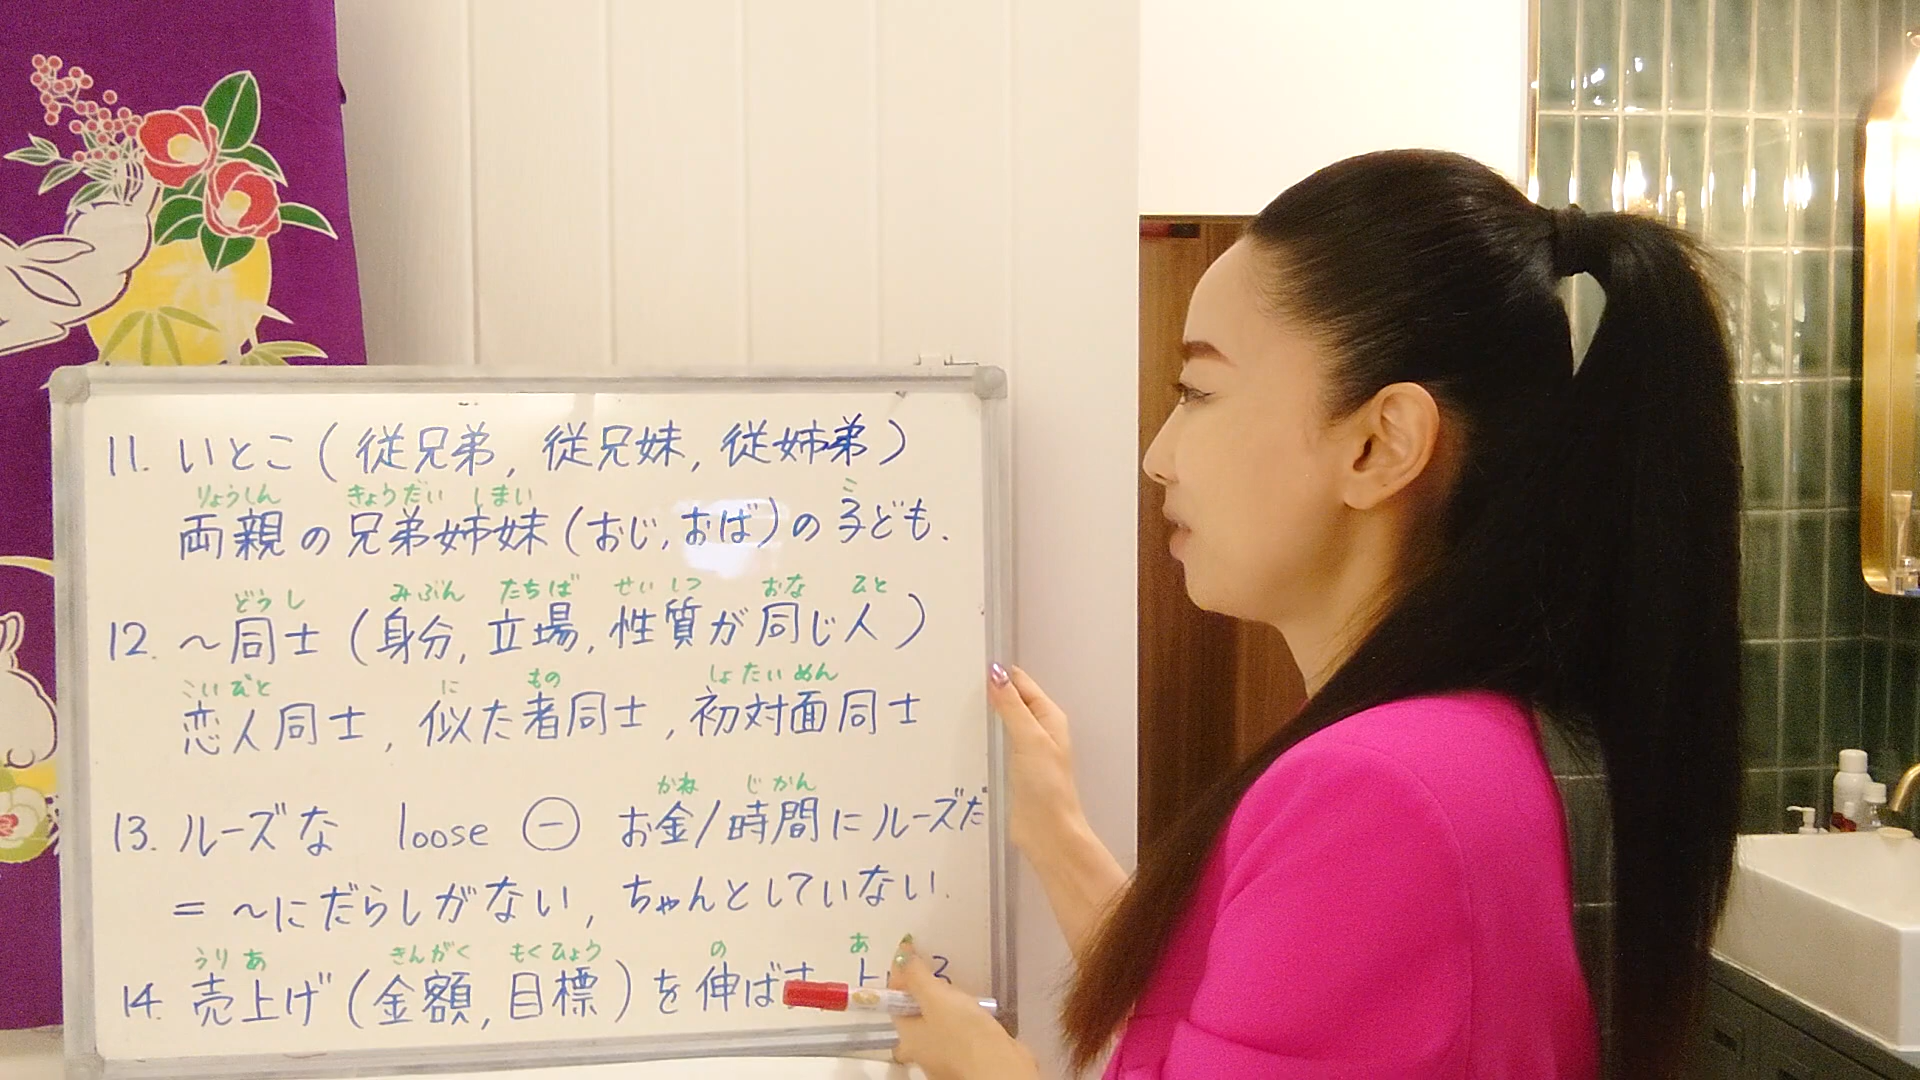 11. いとこ (従兄弟, 従兄妹, 従姉弟)
りょうしん きょうだい しまい こ
両親の兄弟姉妹(おじ,おば)の子ども.
どうし みぶん たちば せいしつ おな ひと
12. ～同士 (身分, 立場, 性質が同じ人)
こいびと に もの しょたいめん
恋人同士, 似た者同士, 初対面同士
かね じかん
13. ルーズな loose ⊖ お金/時間にルーズだ
= ～にだらしがない, ちゃんとしていない.
うりあ きんがく もくひょう の あ
14. 売上げ (金額, 目標) を伸ばす